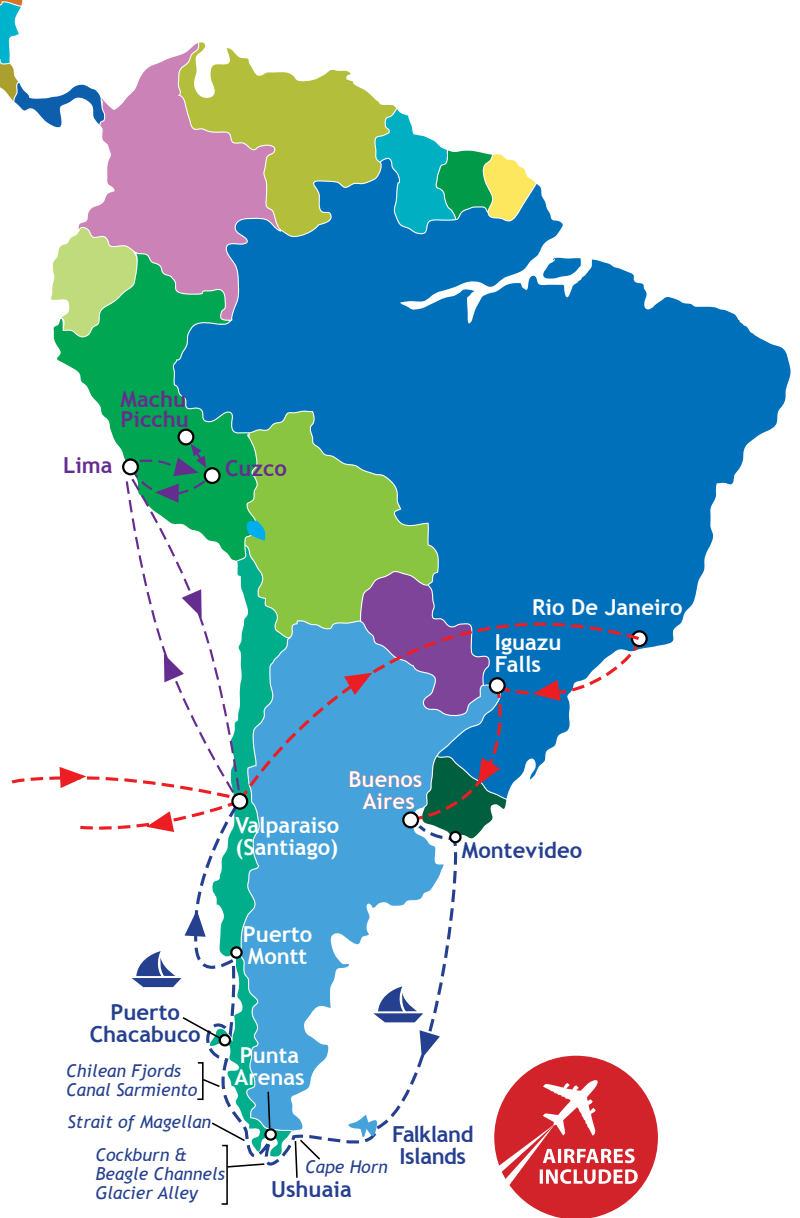 Machu
Picchu
Lima
Cuzco
Rio De Janeiro
Iguazu
Falls
Buenos
Aires
Valparaiso
(Santiago)
Montevideo
Puerto
Montt
Puerto
Chacabuco
Punta
Arenas
Chilean Fjords
Canal Sarmiento
Strait of Magellan
Cockburn &
Beagle Channels
Glacier Alley
Cape Horn
Ushuaia
Falkland
Islands
AIRFARES
INCLUDED